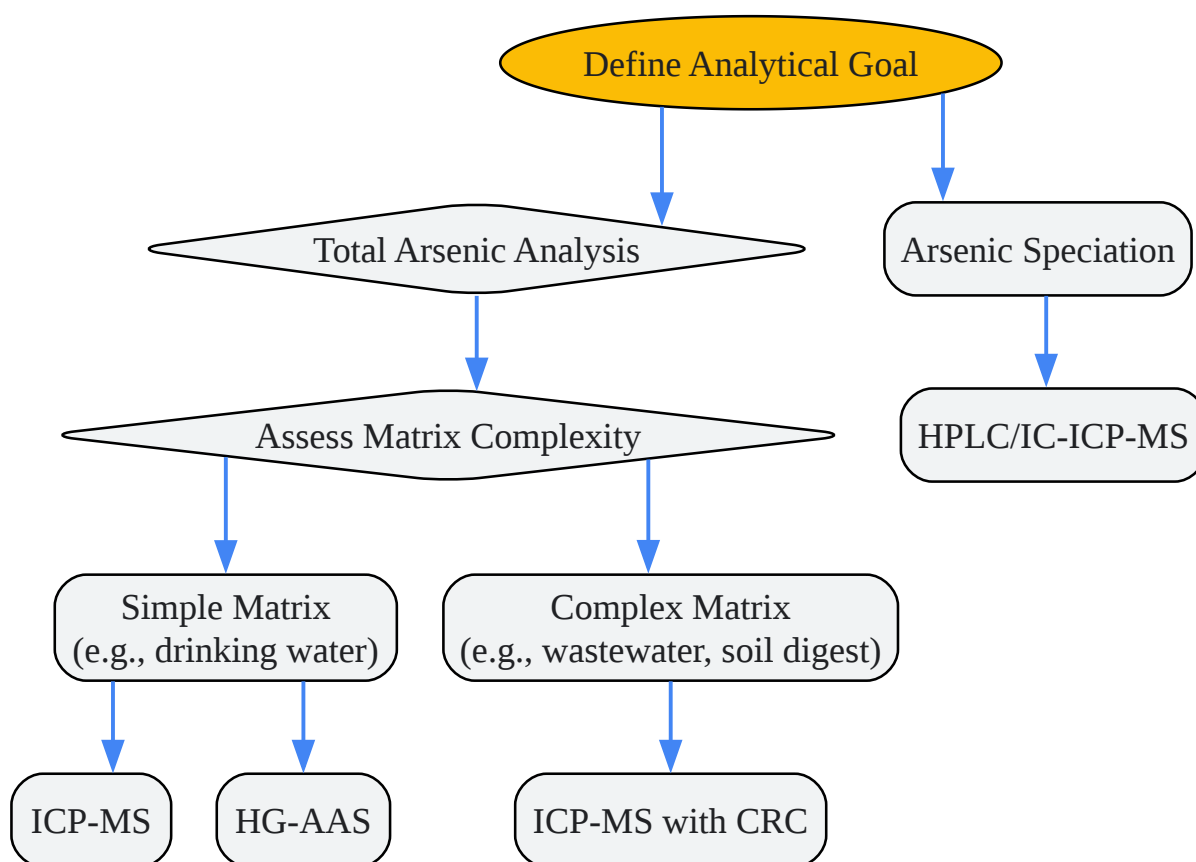 Define Analytical Goal
Total Arsenic Analysis
Arsenic Speciation
Assess Matrix Complexity
HPLC/IC-ICP-MS
Simple Matrix
(e.g., drinking water)
Complex Matrix
(e.g., wastewater, soil digest)
ICP-MS
HG-AAS
ICP-MS with CRC